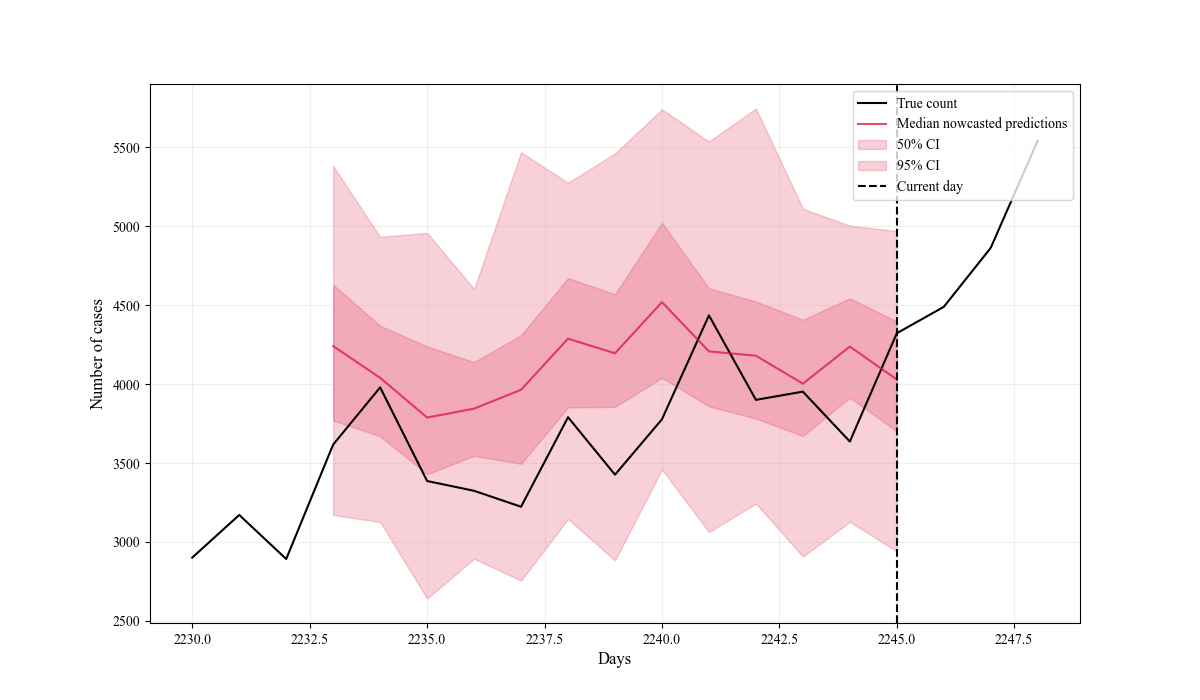 True count
Median nowcasted predictions
50% CI
95% CI
Current day
5500
5000
4500
4000
3500
3000
2500
Number of cases
2230.0 2232.5 2235.0 2237.5 2240.0 2242.5 2245.0 2247.5
Days